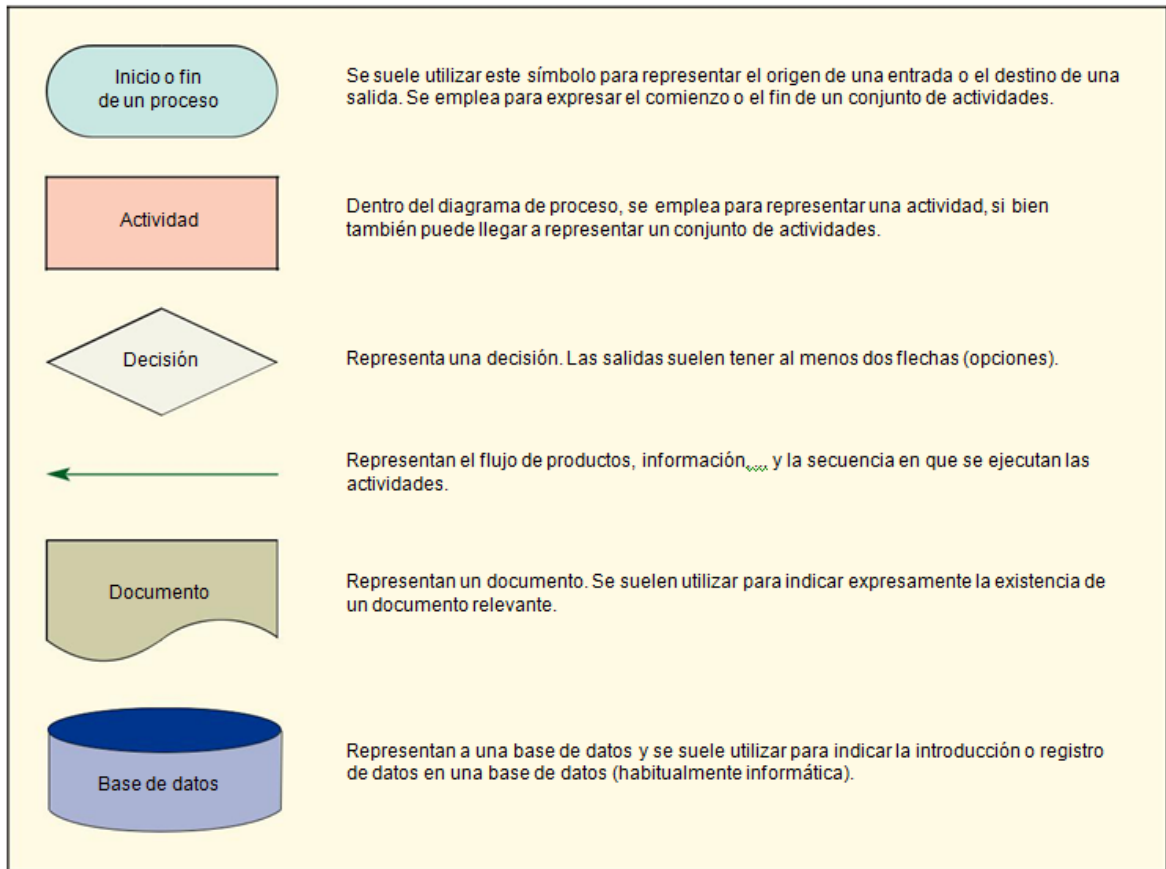 Inicio o fin
de un proceso
Se suele utilizar este símbolo para representar el origen de una entrada o el destino de una
salida. Se emplea para expresar el comienzo o el fin de un conjunto de actividades.
Actividad
Dentro del diagrama de proceso, se emplea para representar una actividad, si bien
también puede llegar a representar un conjunto de actividades.
Decisión
Representa una decisión. Las salidas suelen tener al menos dos flechas (opciones).
Representan el flujo de productos, información,... y la secuencia en que se ejecutan las
actividades.
Documento
Representan un documento. Se suelen utilizar para indicar expresamente la existencia de
un documento relevante.
Base de datos
Representan a una base de datos y se suele utilizar para indicar la introducción o registro
de datos en una base de datos (habitualmente informática).